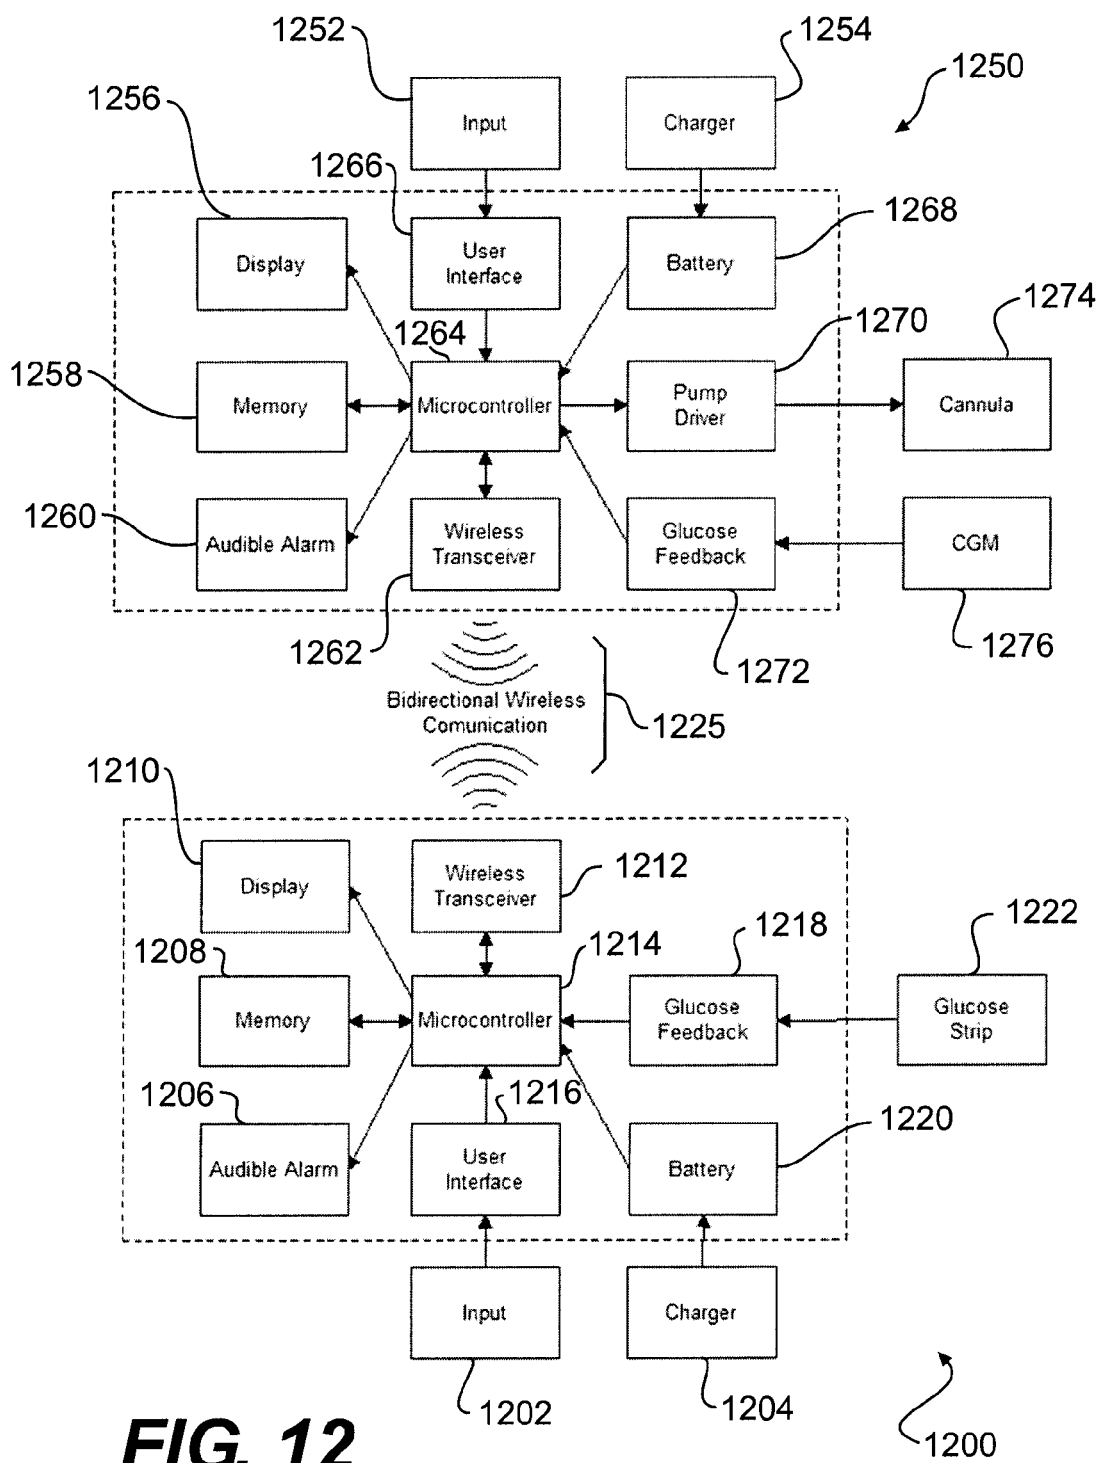 1252
1254
1250
1256
Input
Charger
1266
1268
Display
User
Interface
Battery
1274
1264
1270
1258
Memory
Microcontroller
Pump
Driver
Cannula
1260
Audible Alarm
Wireless
Transceiver
Glucose
Feedback
CGM
1262
1272
1276
Bidirectional Wireless
Comunication
1225
1210
Display
Wireless
Transceiver
1212
1208
1214
1218
1222
Memory
Microcontroller
Glucose
Feedback
Glucose
Strip
1206
1216
1220
Audible Alarm
User
Interface
Battery
Input
Charger
1202
1204
1200
FIG. 12